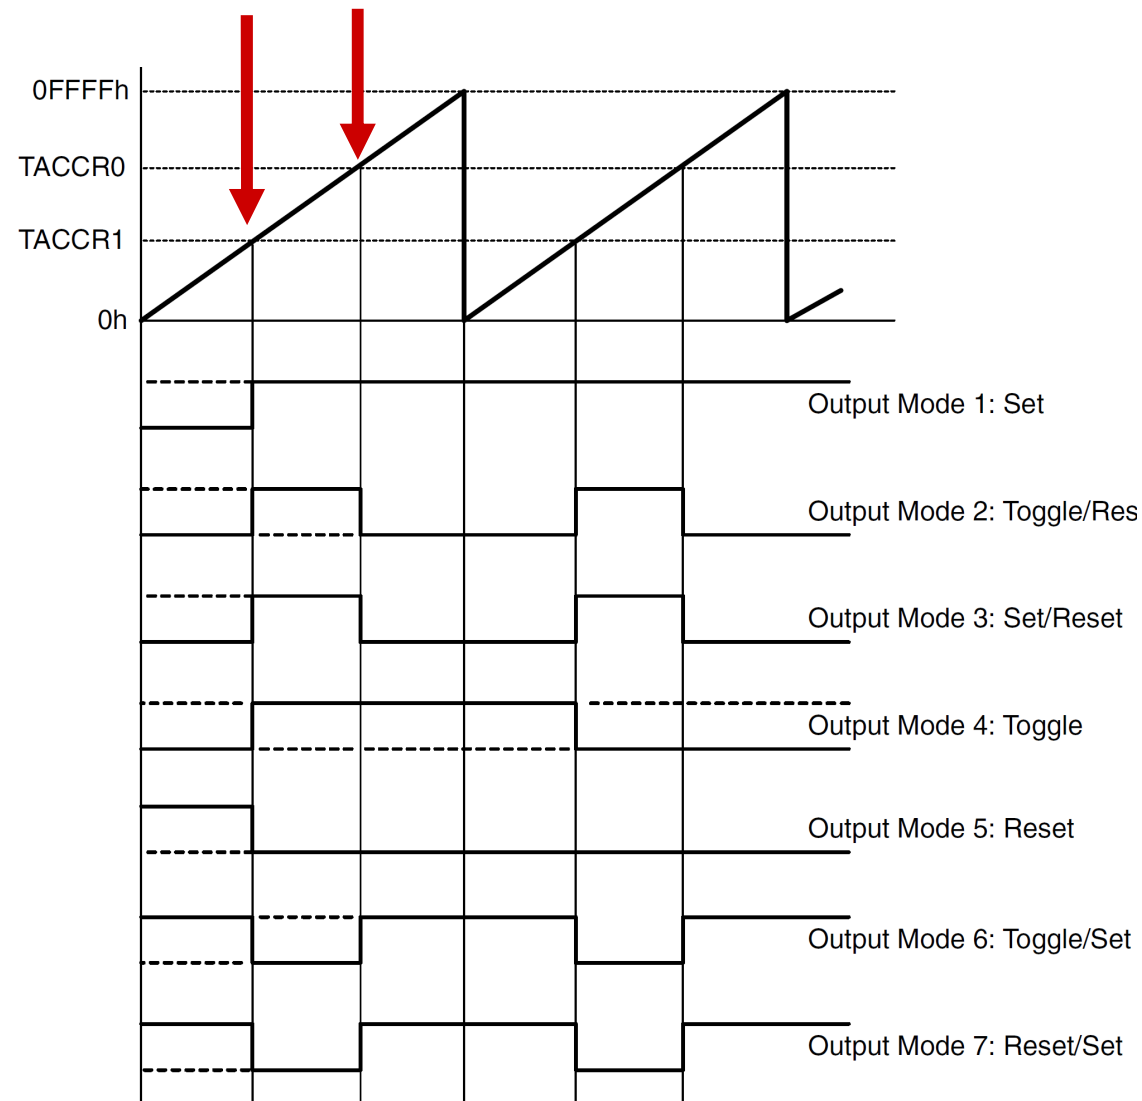 0FFFFh
TACCR0
TACCR1
0h
Output Mode 1: Set
Output Mode 2: Toggle/Res
Output Mode 3: Set/Reset
Output Mode 4: Toggle
Output Mode 5: Reset
Output Mode 6: Toggle/Set
Output Mode 7: Reset/Set